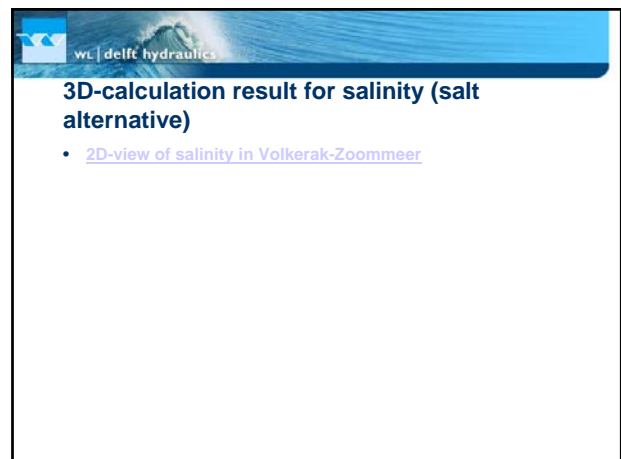 WL | delft hydraulics
3D-calculation result for salinity (salt
alternative)
• 2D-view of salinity in Volkerak-Zoommeer